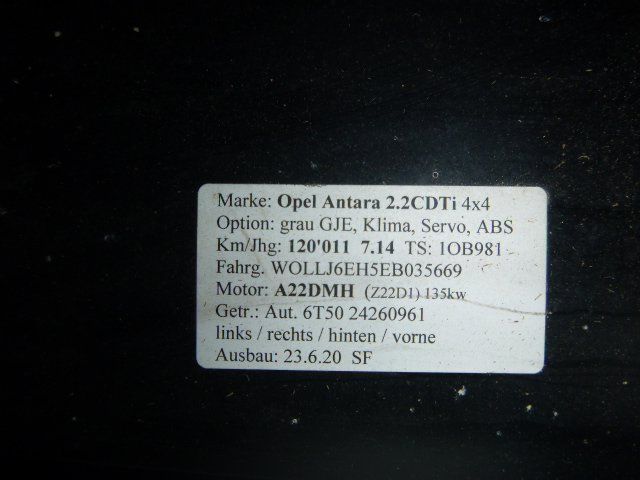 Marke: Opel Antara 2.2CDTi 4x4
Option: grau GJE, Klima, Servo, ABS
Km/Jhg: 120'011 7.14 TS: 1OB981
Fahrg. WOLLJ6EH5EB035669
Motor: A22DMH (Z22D1) 135kw
Getr.: Aut. 6T50 24260961
links / rechts / hinten / vorne
Ausbau: 23.6.20 SF